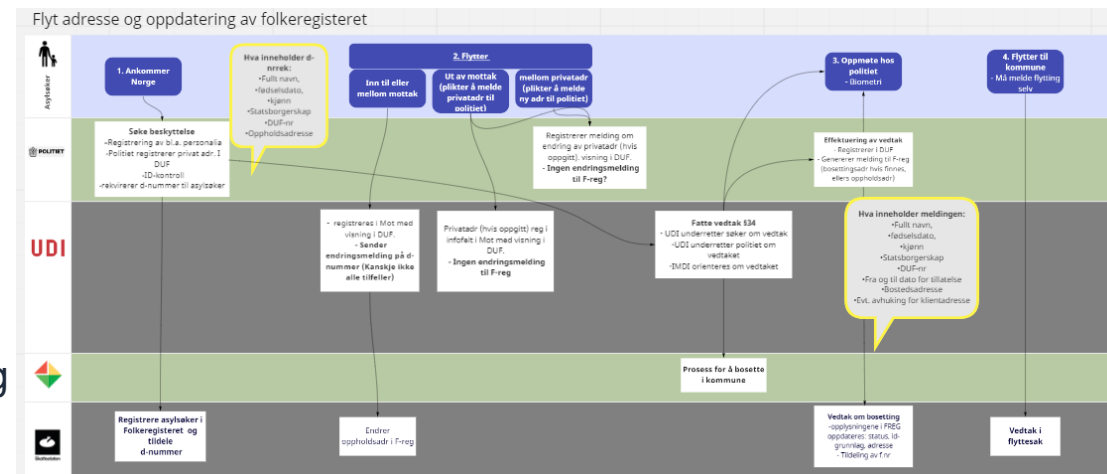 Flyt adresse og oppdatering av folkeregisteret
Asylsøker
1. Ankommer
Norge
Hva inneholder d-
nrrek:
•Fullt navn,
•fødselsdato,
•kjønn
•Statsborgerskap
•DUF-nr
•Oppholdsadresse
2. Flytter
Inn til eller
mellom mottak
Ut av mottak
(plikter å melde
privatadr til
politiet)
mellom privatadr
(plikter å melde
ny adr til politiet)
3. Oppmøte hos
politiet
- Biometri
4. Flytter til
kommune
- Må melde flytting
selv
POLITIET
Søke beskyttelse
-Registrering av bl.a. personalia
-Politiet registrerer privat adr. I
DUF
-ID-kontroll
-rekvirerer d-nummer til asylsøker
Registrerer melding om
endring av privatadr (hvis
oppgitt). visning i DUF.
- Ingen endringsmelding
til F-reg?
Effektuering av vedtak
- Registrerer i DUF
- Genererer melding til F-reg
(bosettingsadr hvis finnes,
ellers oppholdsadr)
UDI
- registreres i Mot med
visning i DUF.
- Sender
endringsmelding på d-
nummer (Kanskje ikke
alle tilfeller)
Privatadr (hvis oppgitt) reg i
infofelt i Mot med visning i
DUF.
- Ingen endringsmelding
til F-reg
Fatte vedtak §34
- UDI underretter søker om vedtak
-UDI underretter politiet om
vedtaket
-IMDI orienteres om vedtaket
Hva inneholder meldingen:
•Fullt navn,
•fødselsdato,
•kjønn
•Statsborgerskap
•DUF-nr
•Fra og til dato for tillatelse
•Bostedsadresse
•Evt. avhuking for klientadresse
g
Prosess for å bosette
i kommune
Skatteetaten
Registrere asylsøker i
Folkeregisteret og
tildele
d-nummer
Endrer
oppholdsadr i F-reg
Vedtak om bosetting
-opplysningene i FREG
oppdateres: status, id-
grunnlag, adresse
- Tildeling av f.nr
Vedtak i
flyttesak